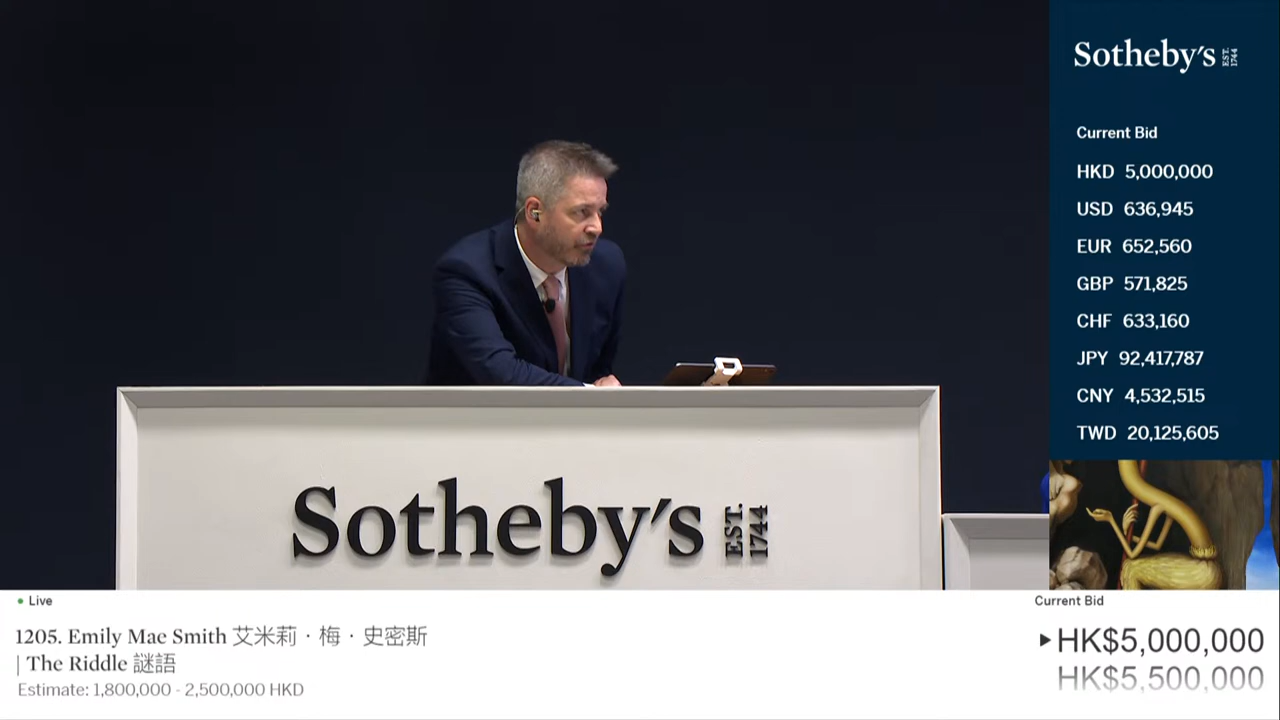 Sotheby's EST. 1744
Current Bid
HKD 5,000,000
USD 636,945
EUR 652,560
GBP 571,825
CHF 633,160
JPY 92,417,787
CNY 4,532,515
TWD 20,125,605
Sotheby's EST. 1744
Live
1205. Emily Mae Smith 艾米莉·梅·史密斯
| The Riddle 謎語
Estimate: 1,800,000 - 2,500,000 HKD
Current Bid
HK$5,000,000
HK$5,500,000